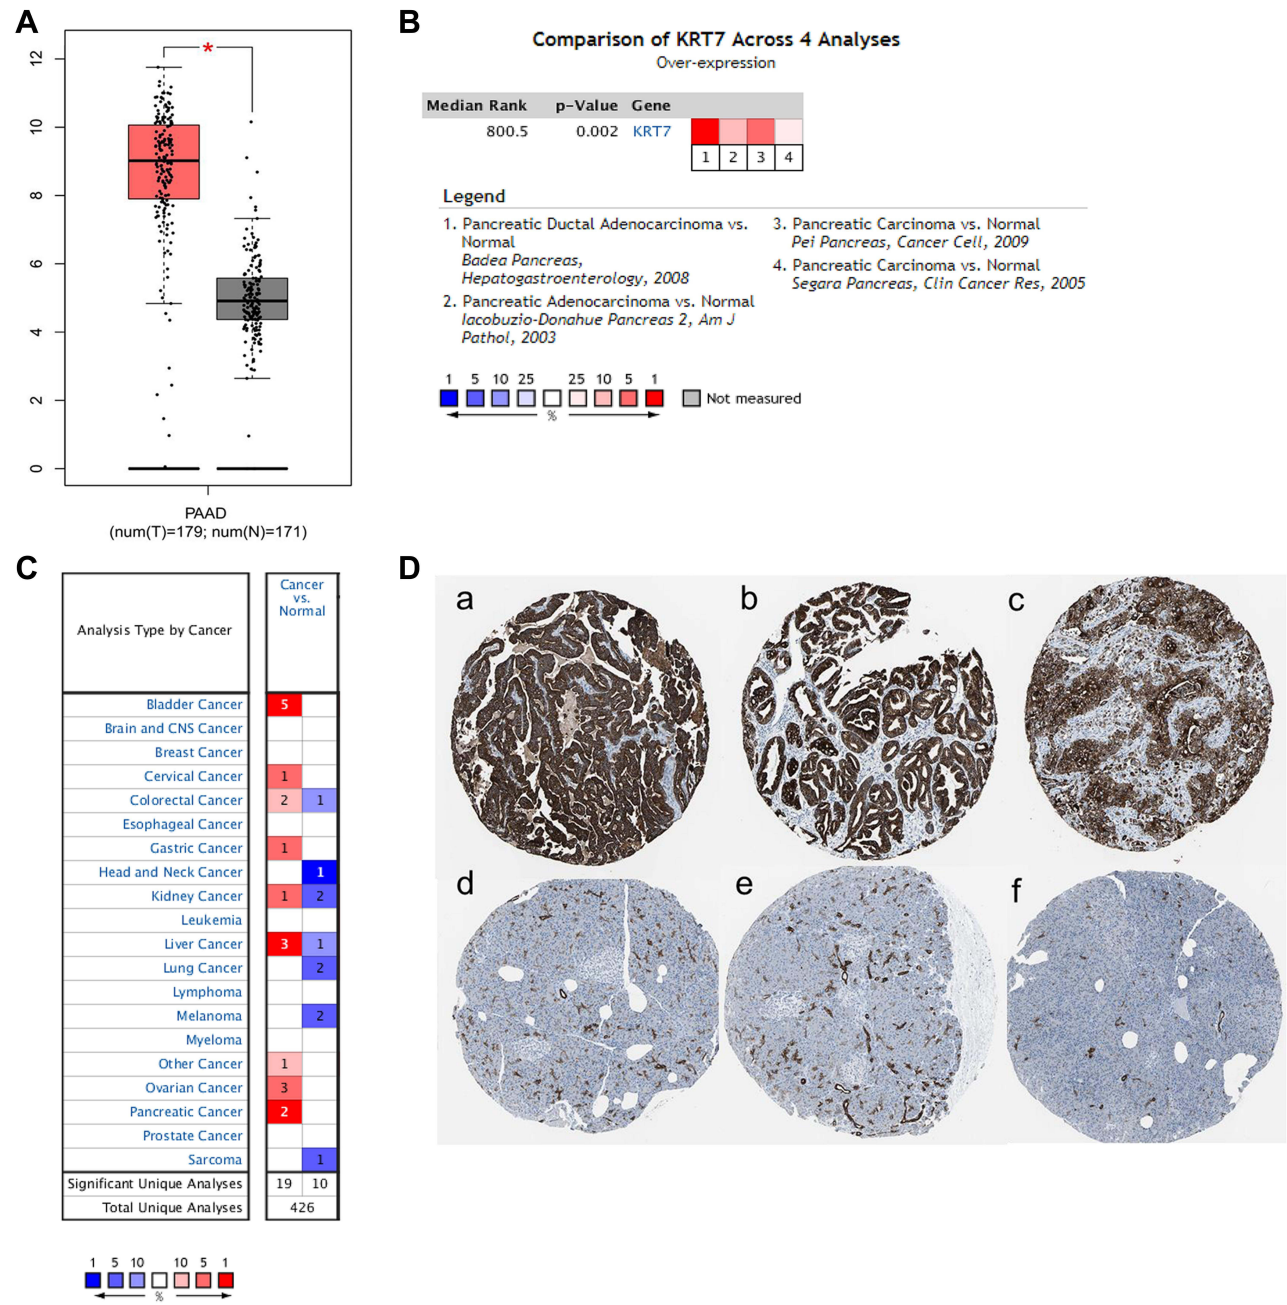 A
12
10
8
6
4
2
0
*
PAAD
(num(T)=179; num(N)=171)
B
Comparison of KRT7 Across 4 Analyses
Over-expression
Median Rank p-Value Gene
800.5 0.002 KRT7
1 2 3 4
Legend
1. Pancreatic Ductal Adenocarcinoma vs.
Normal
Badea Pancreas,
Hepatogastroenterology, 2008
2. Pancreatic Adenocarcinoma vs. Normal
Iacobuzio-Donahue Pancreas 2, Am J
Pathol, 2003
3. Pancreatic Carcinoma vs. Normal
Pei Pancreas, Cancer Cell, 2009
4. Pancreatic Carcinoma vs. Normal
Segara Pancreas, Clin Cancer Res, 2005
1 5 10 25 25 10 5 1
%
Not measured
C
Analysis Type by Cancer
Cancer
vs.
Normal
Bladder Cancer 5
Brain and CNS Cancer
Breast Cancer
Cervical Cancer 1
Colorectal Cancer 2 1
Esophageal Cancer
Gastric Cancer 1
Head and Neck Cancer 1
Kidney Cancer 1 2
Leukemia
Liver Cancer 3 1
Lung Cancer 2
Lymphoma
Melanoma 2
Myeloma
Other Cancer 1
Ovarian Cancer 3
Pancreatic Cancer 2
Prostate Cancer
Sarcoma 1
Significant Unique Analyses 19 10
Total Unique Analyses 426
1 5 10 10 5 1
%
D
a b c
d e f